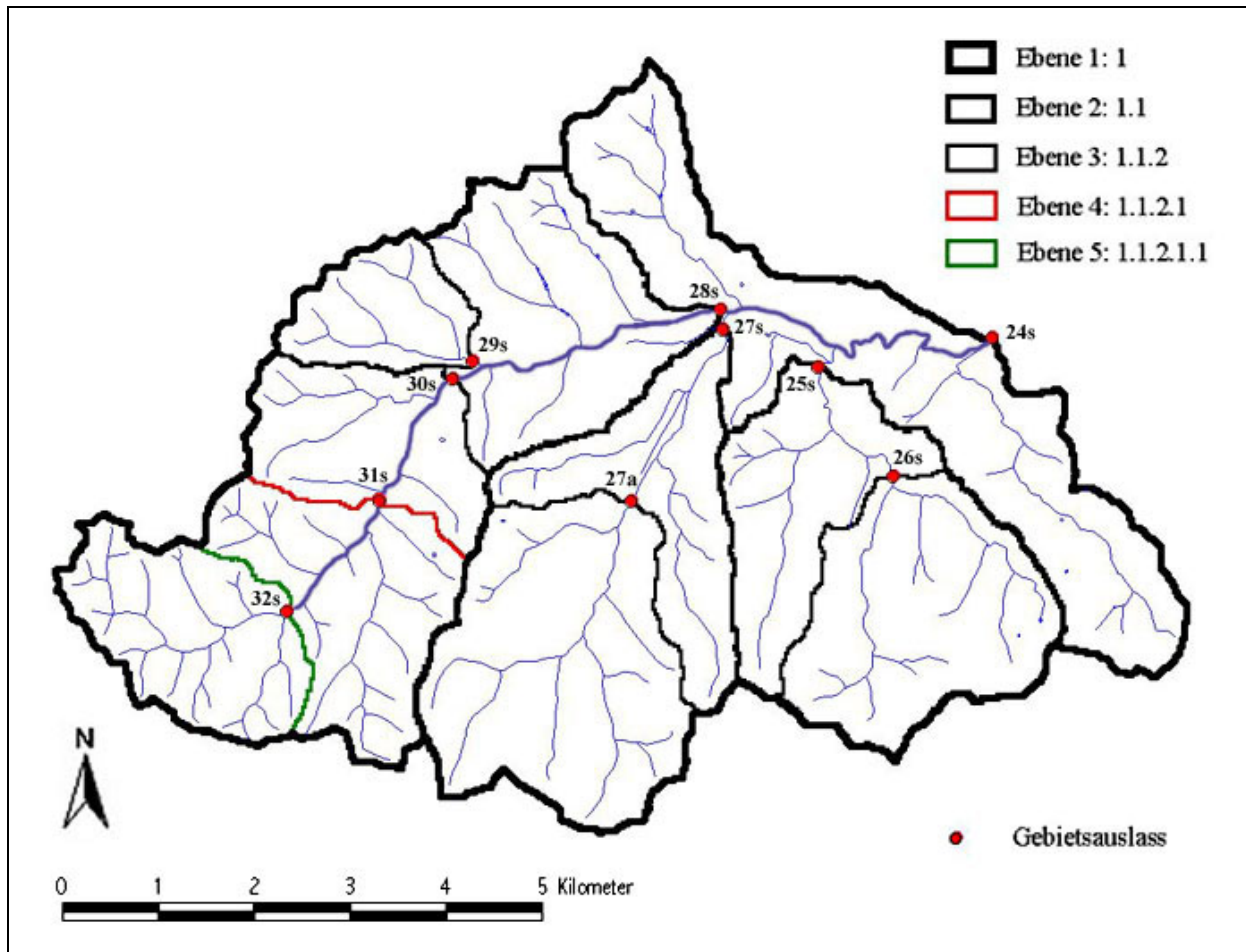 Ebene 1: 1
Ebene 2: 1.1
Ebene 3: 1.1.2
Ebene 4: 1.1.2.1
Ebene 5: 1.1.2.1.1
28s
27s
24s
29s
30s
25s
26s
31s
27a
32s
N
Gebietsauslass
0 1 2 3 4 5 Kilometer